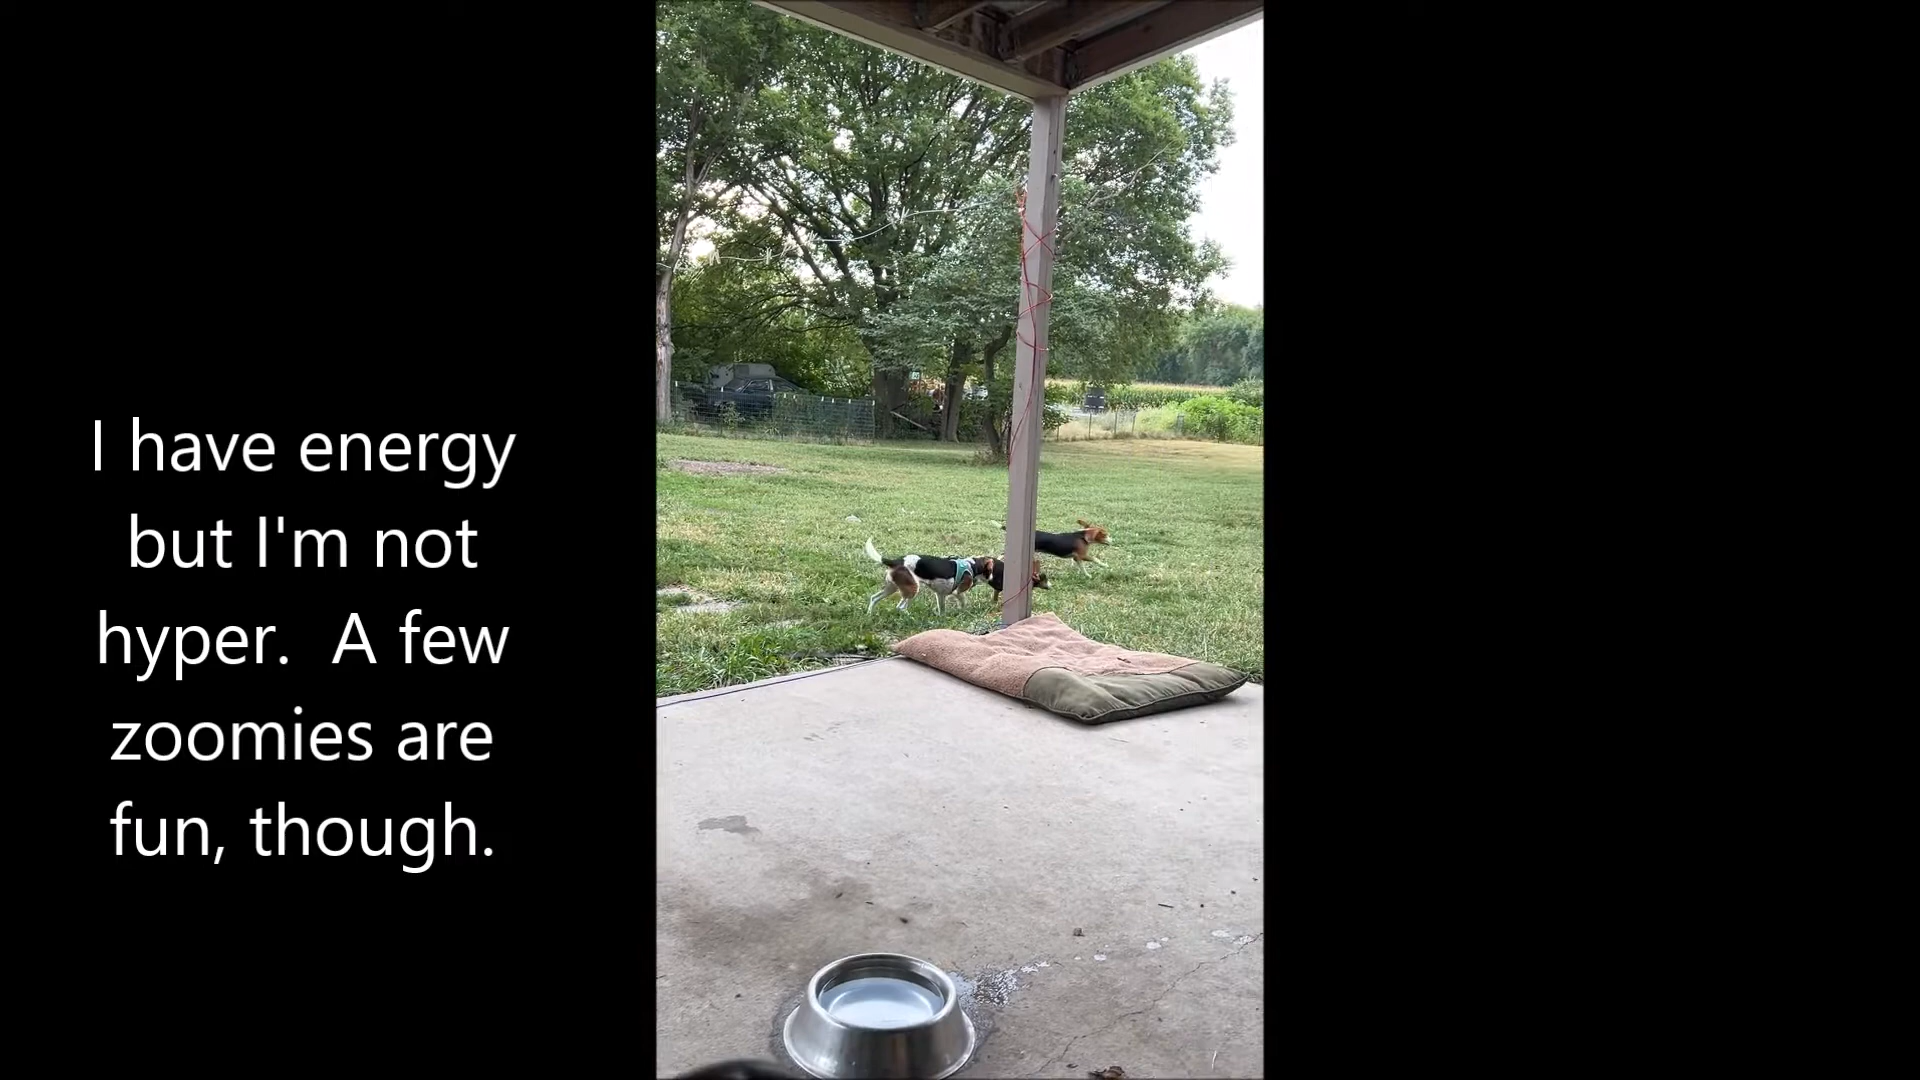 I have energy
but I'm not
hyper.  A few
zoomies are
fun, though.